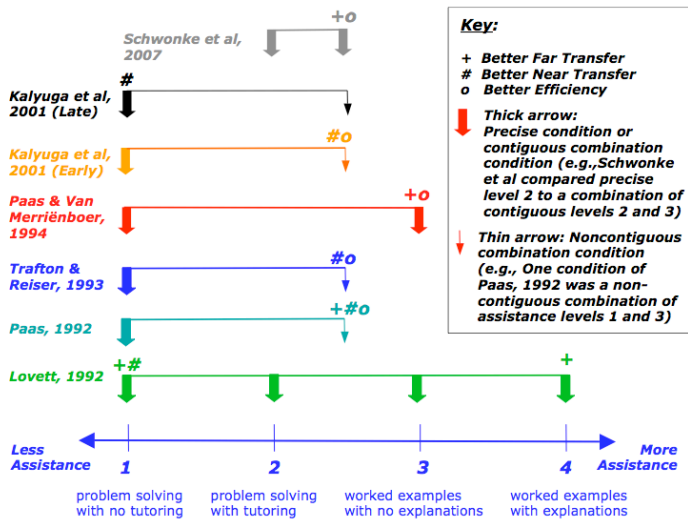 +o
Schwonke et al,
2007
#
Kalyuga et al,
2001 (Late)
#o
Kalyuga et al,
2001 (Early)
+o
Paas & Van
Merriënboer,
1994
#o
Trafton &
Reiser, 1993
+#o
Paas, 1992
+# +
Lovett, 1992
Less
Assistance
More
Assistance
1 2 3 4
problem solving
with no tutoring
problem solving
with tutoring
worked examples
with no explanations
worked examples
with explanations
Key:
+ Better Far Transfer
# Better Near Transfer
o Better Efficiency
Thick arrow:
Precise condition or
contiguous combination
condition (e.g.,Schwonke
et al compared precise
level 2 to a combination of
contiguous levels 2 and 3)
Thin arrow: Noncontiguous
combination condition
(e.g., One condition of
Paas, 1992 was a non-
contiguous combination of
assistance levels 1 and 3)